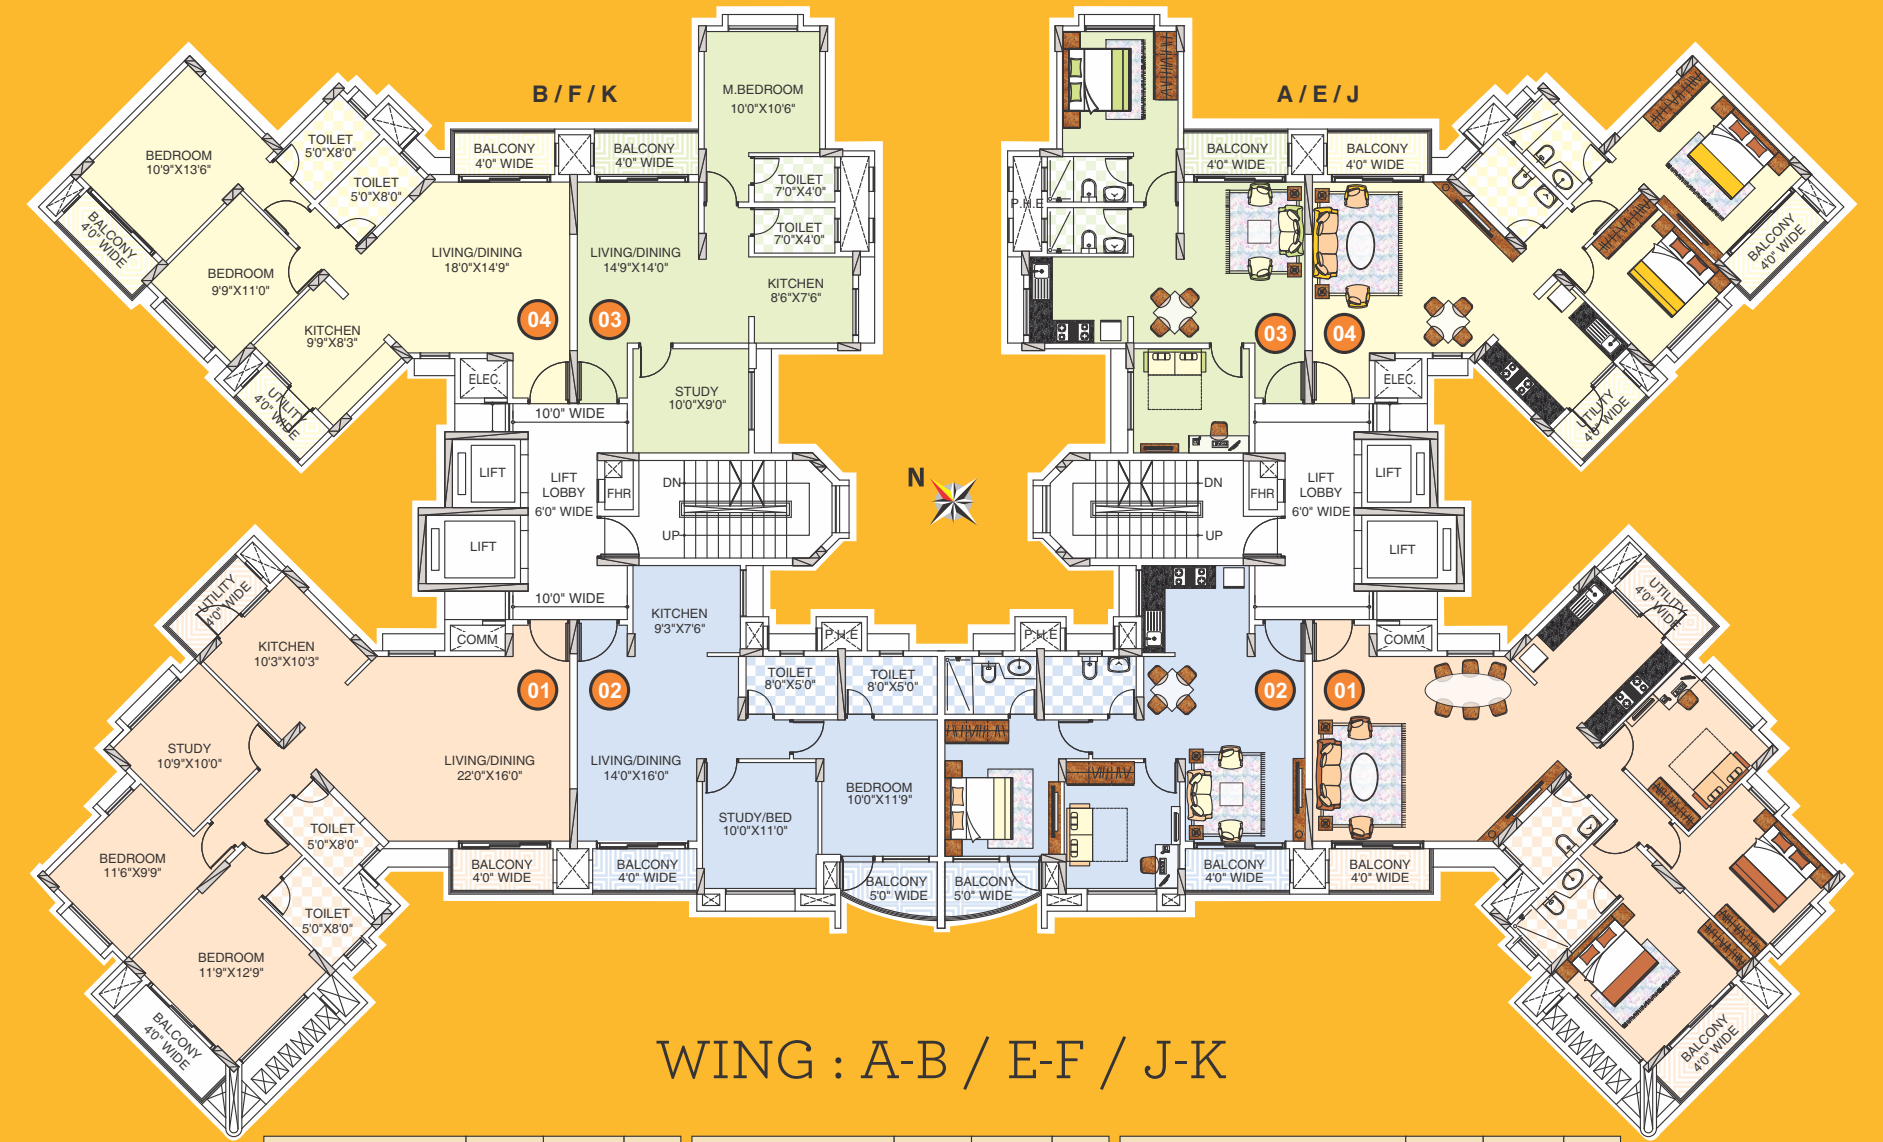 B / F / K
A / E / J
M.BEDROOM
10'0"X10'6"
TOILET
5'0"X8'0"
TOILET
5'0"X8'0"
BALCONY
4'0" WIDE
BALCONY
4'0" WIDE
BEDROOM
10'9"X13'6"
TOILET
7'0"X4'0"
TOILET
7'0"X4'0"
BALCONY
4'0" WIDE
BEDROOM
9'9"X11'0"
LIVING/DINING
18'0"X14'9"
LIVING/DINING
14'9"X14'0"
KITCHEN
8'6"X7'6"
KITCHEN
9'9"X8'3"
04
03
ELEC.
STUDY
10'0"X9'0"
UTILITY
4'0" WIDE
10'0" WIDE
LIFT
LIFT
LOBBY
6'0" WIDE
FHR
DN
UP
LIFT
10'0" WIDE
BALCONY
4'0" WIDE
BALCONY
4'0" WIDE
P.H.E
BALCONY
4'0" WIDE
03
04
ELEC.
UTILITY
4'0" WIDE
N
DN
UP
FHR
LIFT
LOBBY
6'0" WIDE
LIFT
LIFT
UTILITY
4'0" WIDE
KITCHEN
10'3"X10'3"
COMM
KITCHEN
9'3"X7'6"
P.H.E
P.H.E
COMM
UTILITY
4'0" WIDE
01
02
TOILET
8'0"X5'0"
TOILET
8'0"X5'0"
02
01
STUDY
10'9"X10'0"
LIVING/DINING
22'0"X16'0"
LIVING/DINING
14'0"X16'0"
BEDROOM
10'0"X11'9"
STUDY/BED
10'0"X11'0"
TOILET
5'0"X8'0"
BEDROOM
11'6"X9'9"
BALCONY
4'0" WIDE
BALCONY
4'0" WIDE
BALCONY
5'0" WIDE
BALCONY
5'0" WIDE
BALCONY
4'0" WIDE
BALCONY
4'0" WIDE
TOILET
5'0"X8'0"
BEDROOM
11'9"X12'9"
BALCONY
4'0" WIDE
BALCONY
4'0" WIDE
WING : A-B / E-F / J-K